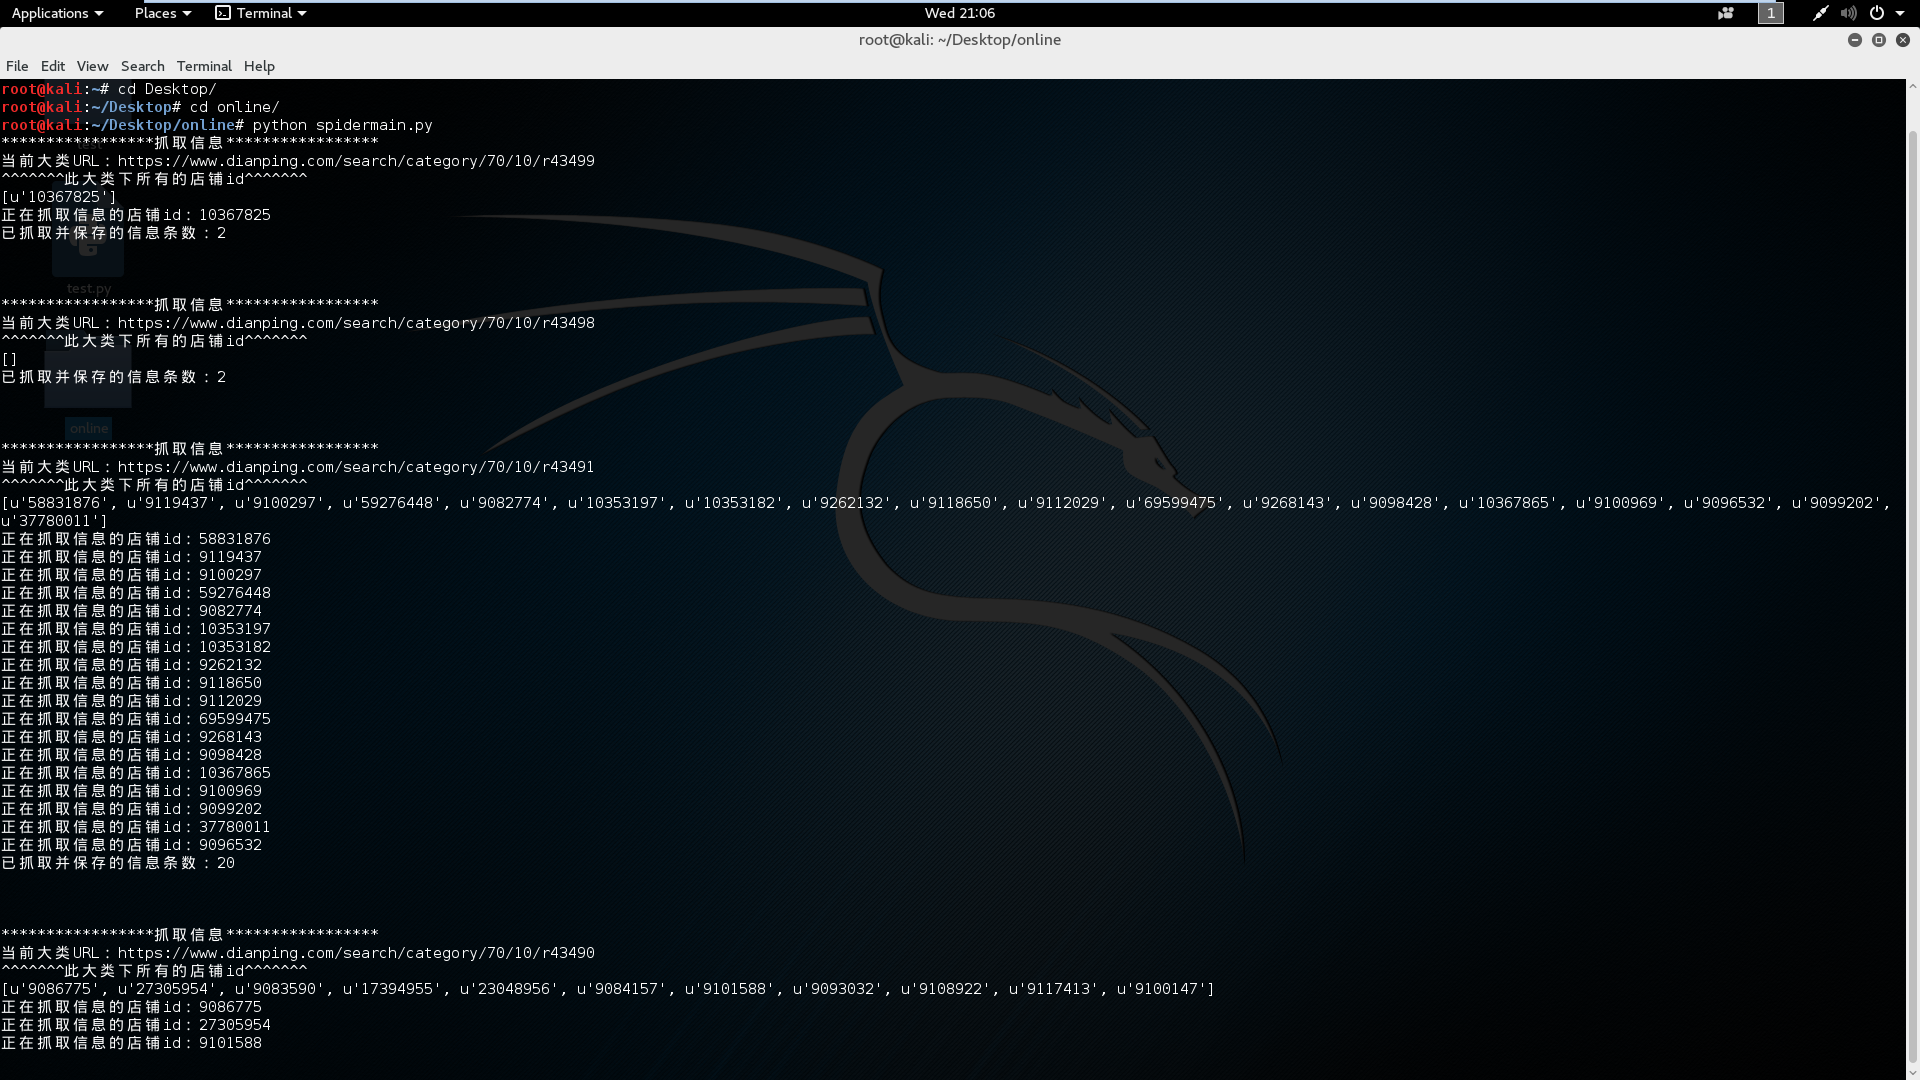 Applications Places Terminal Wed 21:06 1
root@kali: ~/Desktop/online
File Edit View Search Terminal Help
root@kali:~# cd Desktop/
root@kali:~/Desktop# cd online/
root@kali:~/Desktop/online# python spidermain.py
*****************抓取信息*****************
test
当前大类URL：https://www.dianping.com/search/category/70/10/r43499
^^^^^^^此大类下所有的店铺id^^^^^^^
[u'10367825']
正在抓取信息的店铺id：10367825
已抓取并保存的信息条数：2
test.py
*****************抓取信息*****************
当前大类URL：https://www.dianping.com/search/category/70/10/r43498
^^^^^^^此大类下所有的店铺id^^^^^^^
[]
已抓取并保存的信息条数：2
online
*****************抓取信息*****************
当前大类URL：https://www.dianping.com/search/category/70/10/r43491
^^^^^^^此大类下所有的店铺id^^^^^^^
[u'58831876', u'9119437', u'9100297', u'59276448', u'9082774', u'10353197', u'10353182', u'9262132', u'9118650', u'9112029', u'69599475', u'9268143', u'9098428', u'10367865', u'9100969', u'9096532', u'9099202',
u'37780011']
正在抓取信息的店铺id：58831876
正在抓取信息的店铺id：9119437
正在抓取信息的店铺id：9100297
正在抓取信息的店铺id：59276448
正在抓取信息的店铺id：9082774
正在抓取信息的店铺id：10353197
正在抓取信息的店铺id：10353182
正在抓取信息的店铺id：9262132
正在抓取信息的店铺id：9118650
正在抓取信息的店铺id：9112029
正在抓取信息的店铺id：69599475
正在抓取信息的店铺id：9268143
正在抓取信息的店铺id：9098428
正在抓取信息的店铺id：10367865
正在抓取信息的店铺id：9100969
正在抓取信息的店铺id：9099202
正在抓取信息的店铺id：37780011
正在抓取信息的店铺id：9096532
已抓取并保存的信息条数：20
*****************抓取信息*****************
当前大类URL：https://www.dianping.com/search/category/70/10/r43490
^^^^^^^此大类下所有的店铺id^^^^^^^
[u'9086775', u'27305954', u'9083590', u'17394955', u'23048956', u'9084157', u'9101588', u'9093032', u'9108922', u'9117413', u'9100147']
正在抓取信息的店铺id：9086775
正在抓取信息的店铺id：27305954
正在抓取信息的店铺id：9101588